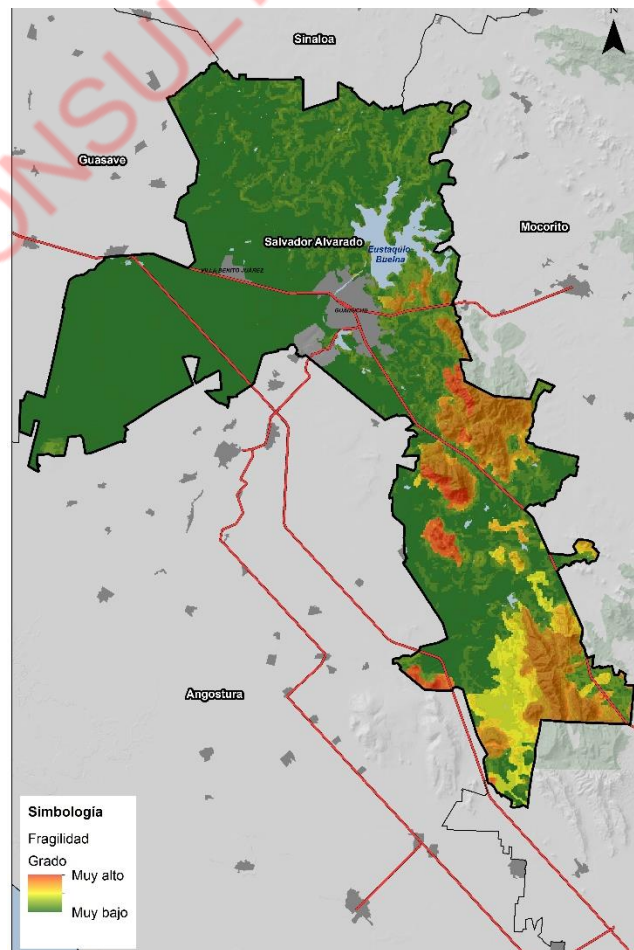 CONSULT
N
Sinaloa
Guasave
Mocorito
Salvador Alvarado
Eustaquio
Buelna
VILLA BENITO JUÁREZ
GUAMÚCHIL
Angostura
Simbología
Fragilidad
Grado
Muy alto
Muy bajo